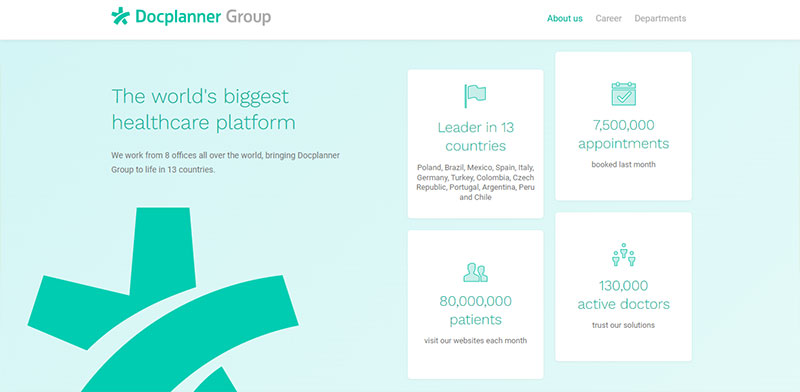 Docplanner Group
About us Career Departments
The world's biggest
healthcare platform
We work from 8 offices all over the world, bringing Docplanner
Group to life in 13 countries.
Leader in 13
countries
Poland, Brazil, Mexico, Spain, Italy,
Germany, Turkey, Colombia, Czech
Republic, Portugal, Argentina, Peru
and Chile
7,500,000
appointments
booked last month
80,000,000
patients
visit our websites each month
130,000
active doctors
trust our solutions